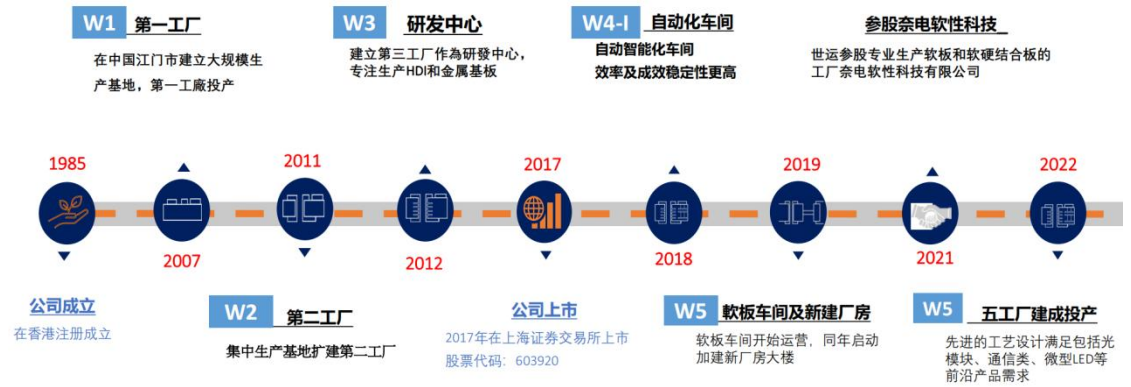 W1 第一工厂
在中国江门市建立大规模生
产基地，第一工廠投产
W3 研发中心
建立第三工厂作為研發中心，
专注生产HDI和金属基板
W4-I 自动化车间
自动智能化车间
效率及成效稳定性更高
参股奈电软性科技
世运参股专业生产软板和软硬结合板的
工厂奈电软性科技有限公司
1985
2011
2017
2019
2022
2007
2012
2018
2021
公司成立
在香港注册成立
W2 第二工厂
集中生产基地扩建第二工厂
公司上市
2017年在上海证券交易所上市
股票代码：603920
W5 软板车间及新建厂房
软板车间开始运营，同年启动
加建新厂房大楼
W5 五工厂建成投产
先进的工艺设计满足包括光
模块、通信类、微型LED等
前沿产品需求